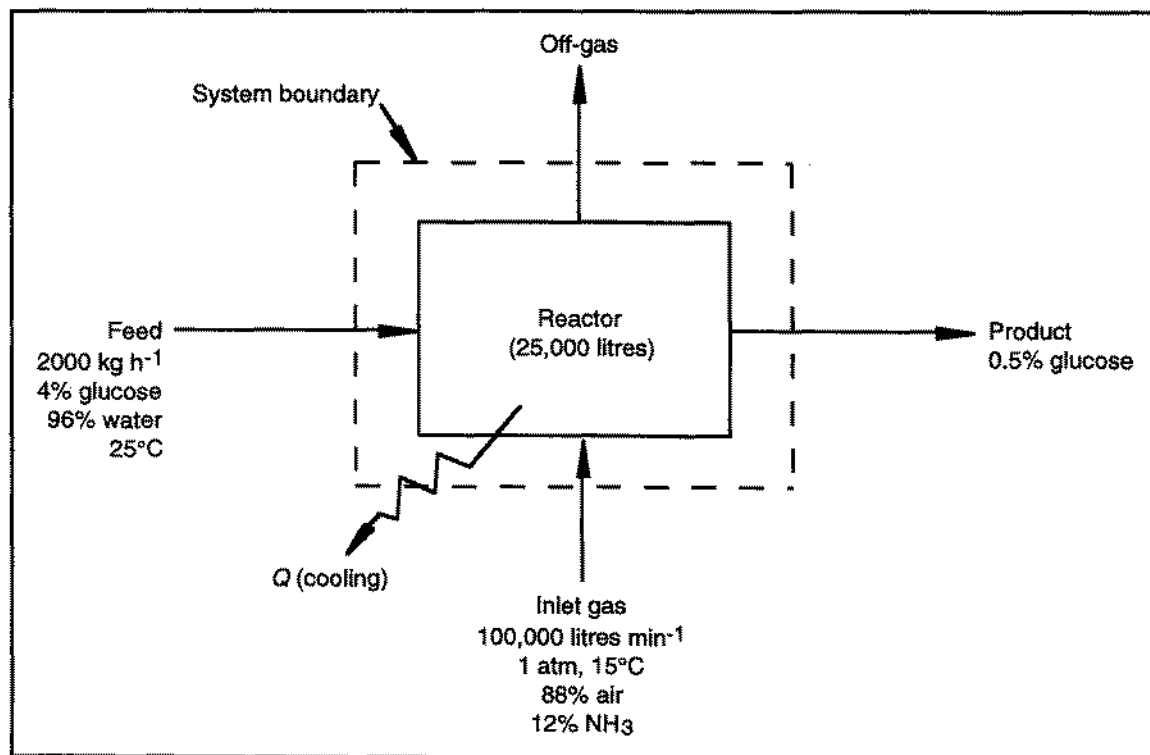 Off-gas
System boundary
Feed
2000 kg h-1
4% glucose
96% water
25°C
Reactor
(25,000 litres)
Product
0.5% glucose
Q (cooling)
Inlet gas
100,000 litres min-1
1 atm, 15°C
88% air
12% NH3